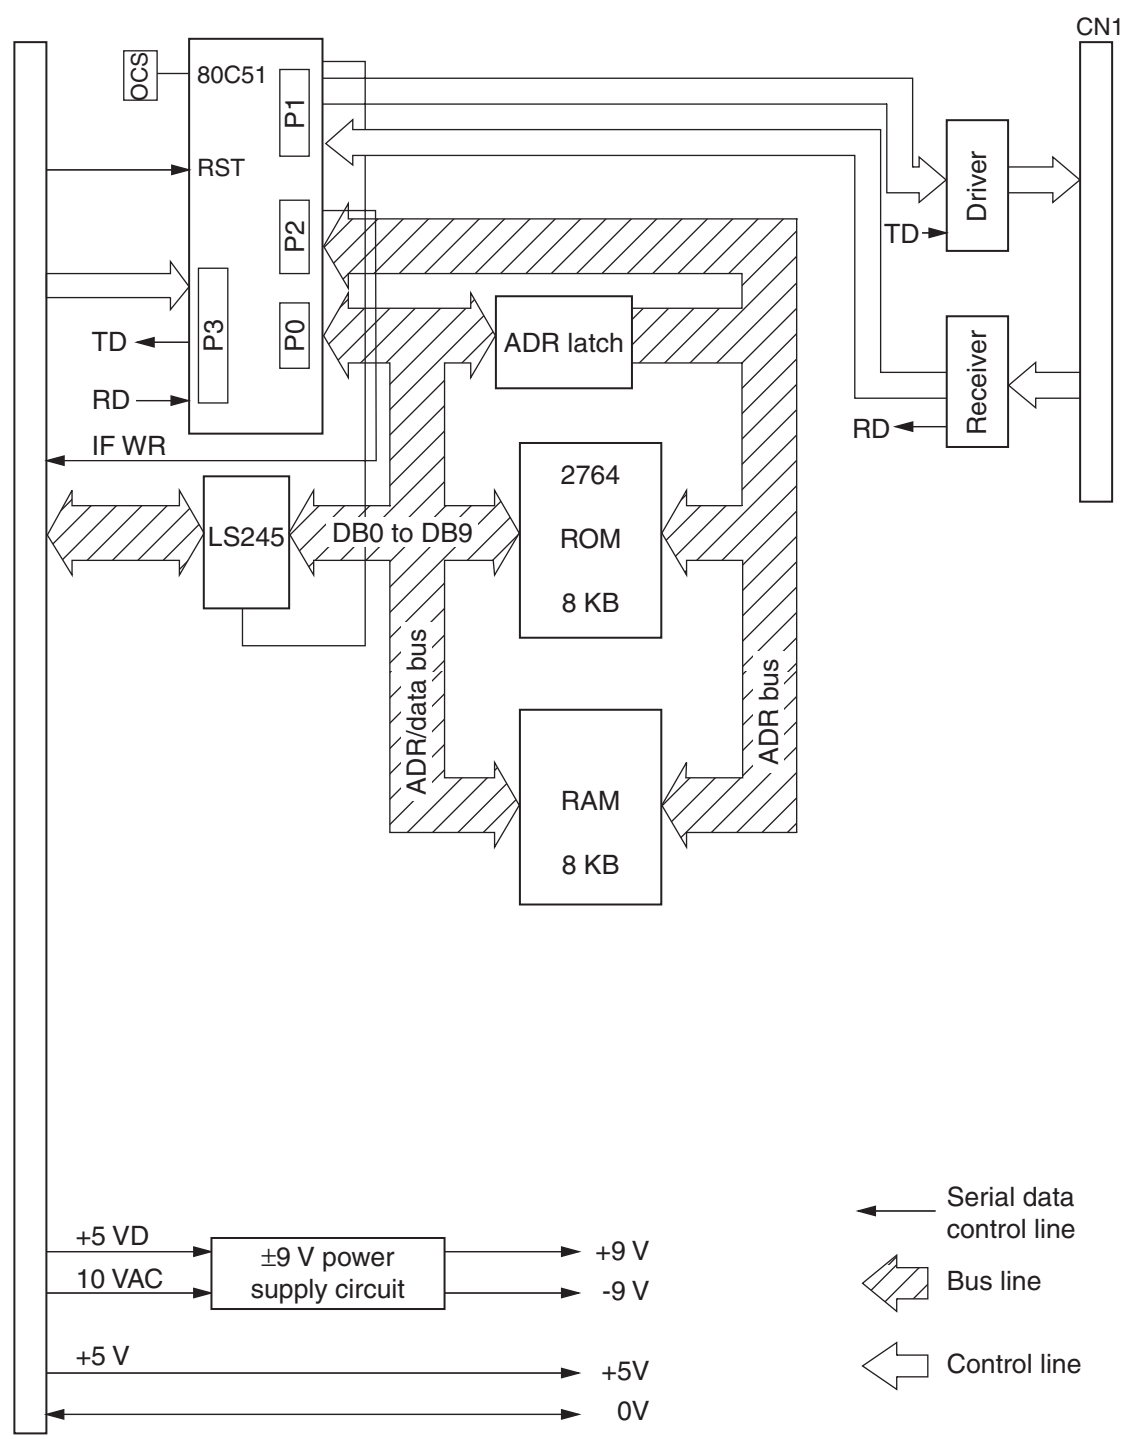 CN1
OCS
80C51
P1
RST
P2
P3
P0
TD
RD
IF WR
Driver
TD
ADR latch
Receiver
RD
LS245
DB0 to DB9
2764
ROM
8 KB
ADR/data bus
ADR bus
RAM
8 KB
+5 VD
10 VAC
±9 V power
supply circuit
+9 V
-9 V
+5 V
+5V
0V
Serial data
control line
Bus line
Control line